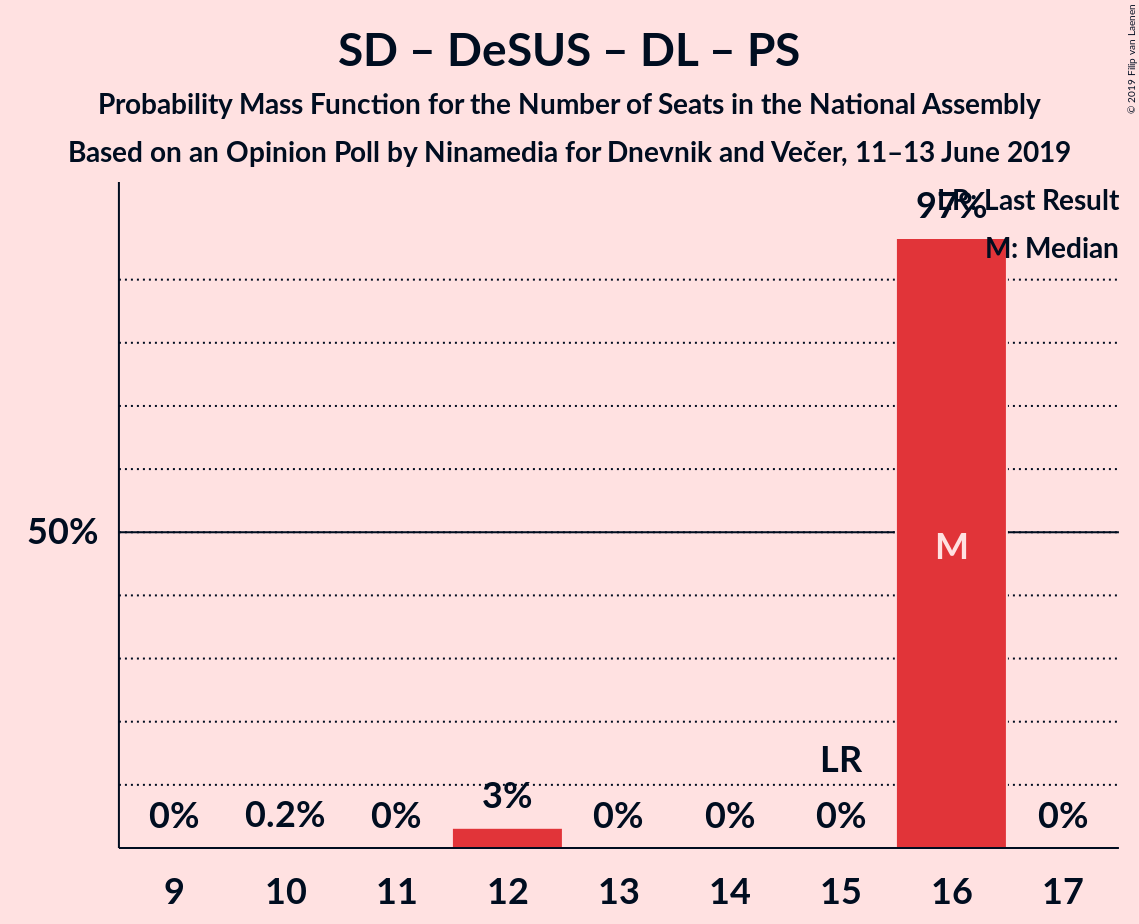 SD – DeSUS – DL – PS
Probability Mass Function for the Number of Seats in the National Assembly
Based on an Opinion Poll by Ninamedia for Dnevnik and Večer, 11–13 June 2019
© 2019 Filip van Laenen
LR: Last Result
M: Median
97%
50%
M
LR
0% 0.2% 0% 3% 0% 0% 0% 0%
9 10 11 12 13 14 15 16 17